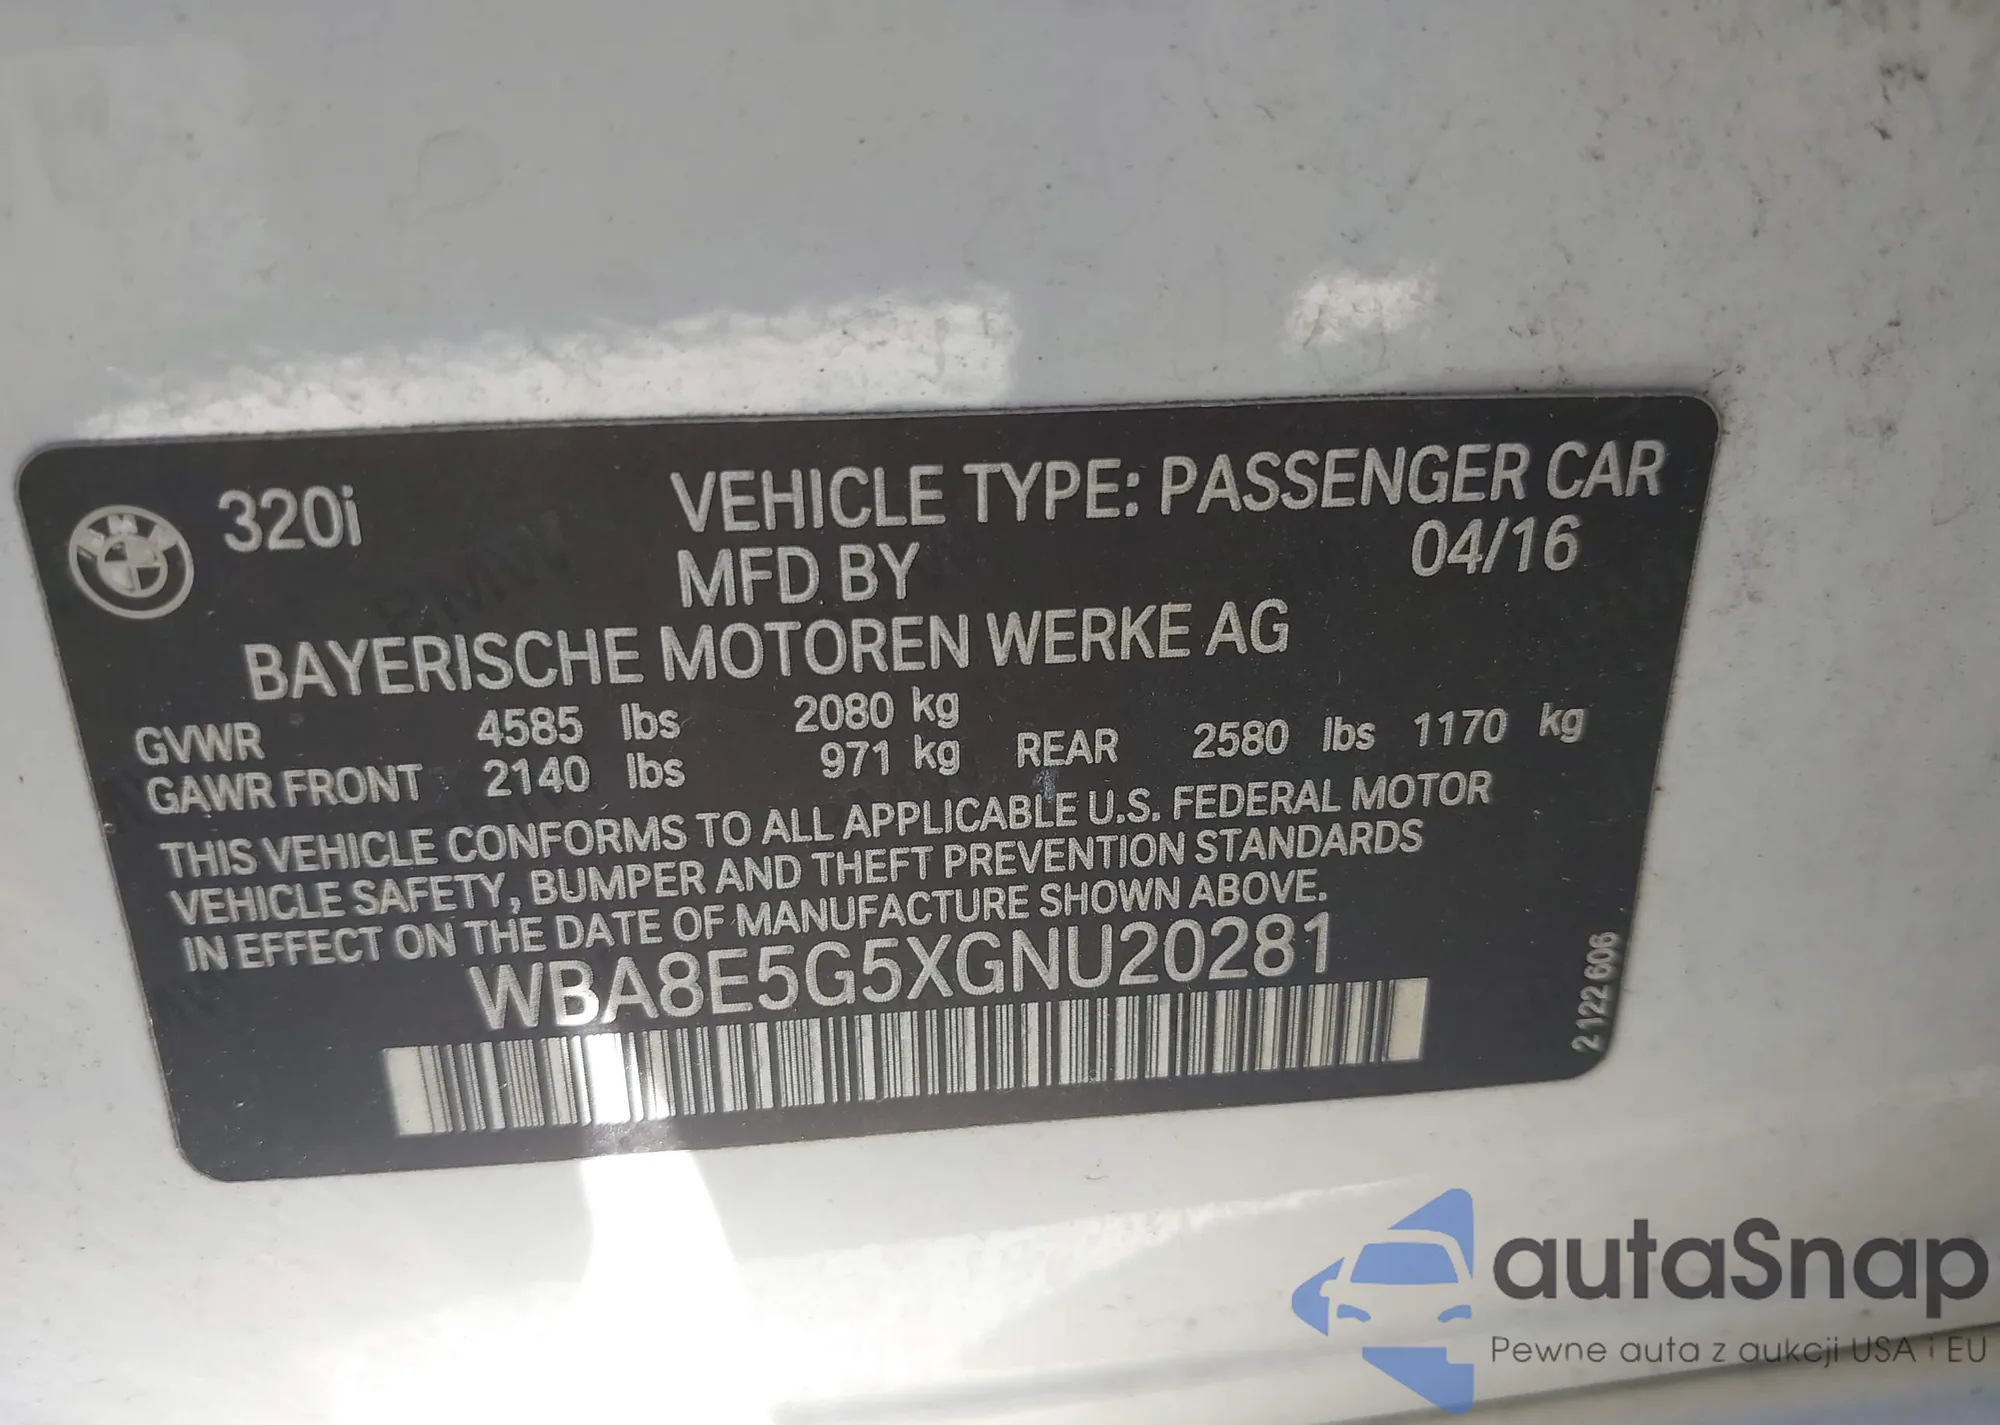 BMW
320i
VEHICLE TYPE: PASSENGER CAR
MFD BY 04/16
BAYERISCHE MOTOREN WERKE AG
GVWR 4585 lbs 2080 kg
GAWR FRONT 2140 lbs 971 kg REAR 2580 lbs 1170 kg
THIS VEHICLE CONFORMS TO ALL APPLICABLE U.S. FEDERAL MOTOR
VEHICLE SAFETY, BUMPER AND THEFT PREVENTION STANDARDS
IN EFFECT ON THE DATE OF MANUFACTURE SHOWN ABOVE.
WBA8E5G5XGNU20281
2 122 606
autaSnap
Pewne auta z aukcji USA i EU